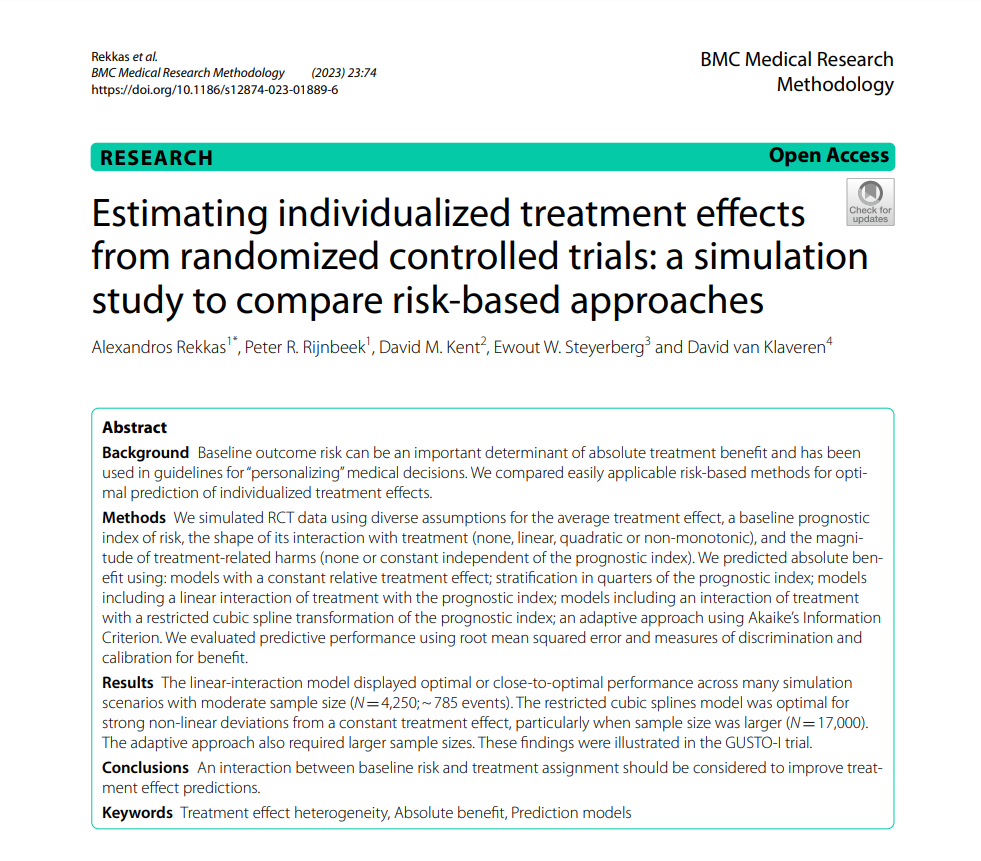 Rekkas et al.
BMC Medical Research Methodology (2023) 23:74
https://doi.org/10.1186/s12874-023-01889-6
BMC Medical Research
Methodology
RESEARCH
Open Access
Check for
updates
Estimating individualized treatment effects
from randomized controlled trials: a simulation
study to compare risk-based approaches
Alexandros Rekkas1*, Peter R. Rijnbeek1, David M. Kent2, Ewout W. Steyerberg3 and David van Klaveren4
Abstract
Background Baseline outcome risk can be an important determinant of absolute treatment benefit and has been
used in guidelines for “personalizing” medical decisions. We compared easily applicable risk-based methods for opti-
mal prediction of individualized treatment effects.
Methods We simulated RCT data using diverse assumptions for the average treatment effect, a baseline prognostic
index of risk, the shape of its interaction with treatment (none, linear, quadratic or non-monotonic), and the magni-
tude of treatment-related harms (none or constant independent of the prognostic index). We predicted absolute ben-
efit using: models with a constant relative treatment effect; stratification in quarters of the prognostic index; models
including a linear interaction of treatment with the prognostic index; models including an interaction of treatment
with a restricted cubic spline transformation of the prognostic index; an adaptive approach using Akaike’s Information
Criterion. We evaluated predictive performance using root mean squared error and measures of discrimination and
calibration for benefit.
Results The linear-interaction model displayed optimal or close-to-optimal performance across many simulation
scenarios with moderate sample size (N = 4,250; ~ 785 events). The restricted cubic splines model was optimal for
strong non-linear deviations from a constant treatment effect, particularly when sample size was larger (N = 17,000).
The adaptive approach also required larger sample sizes. These findings were illustrated in the GUSTO-I trial.
Conclusions An interaction between baseline risk and treatment assignment should be considered to improve treat-
ment effect predictions.
Keywords Treatment effect heterogeneity, Absolute benefit, Prediction models